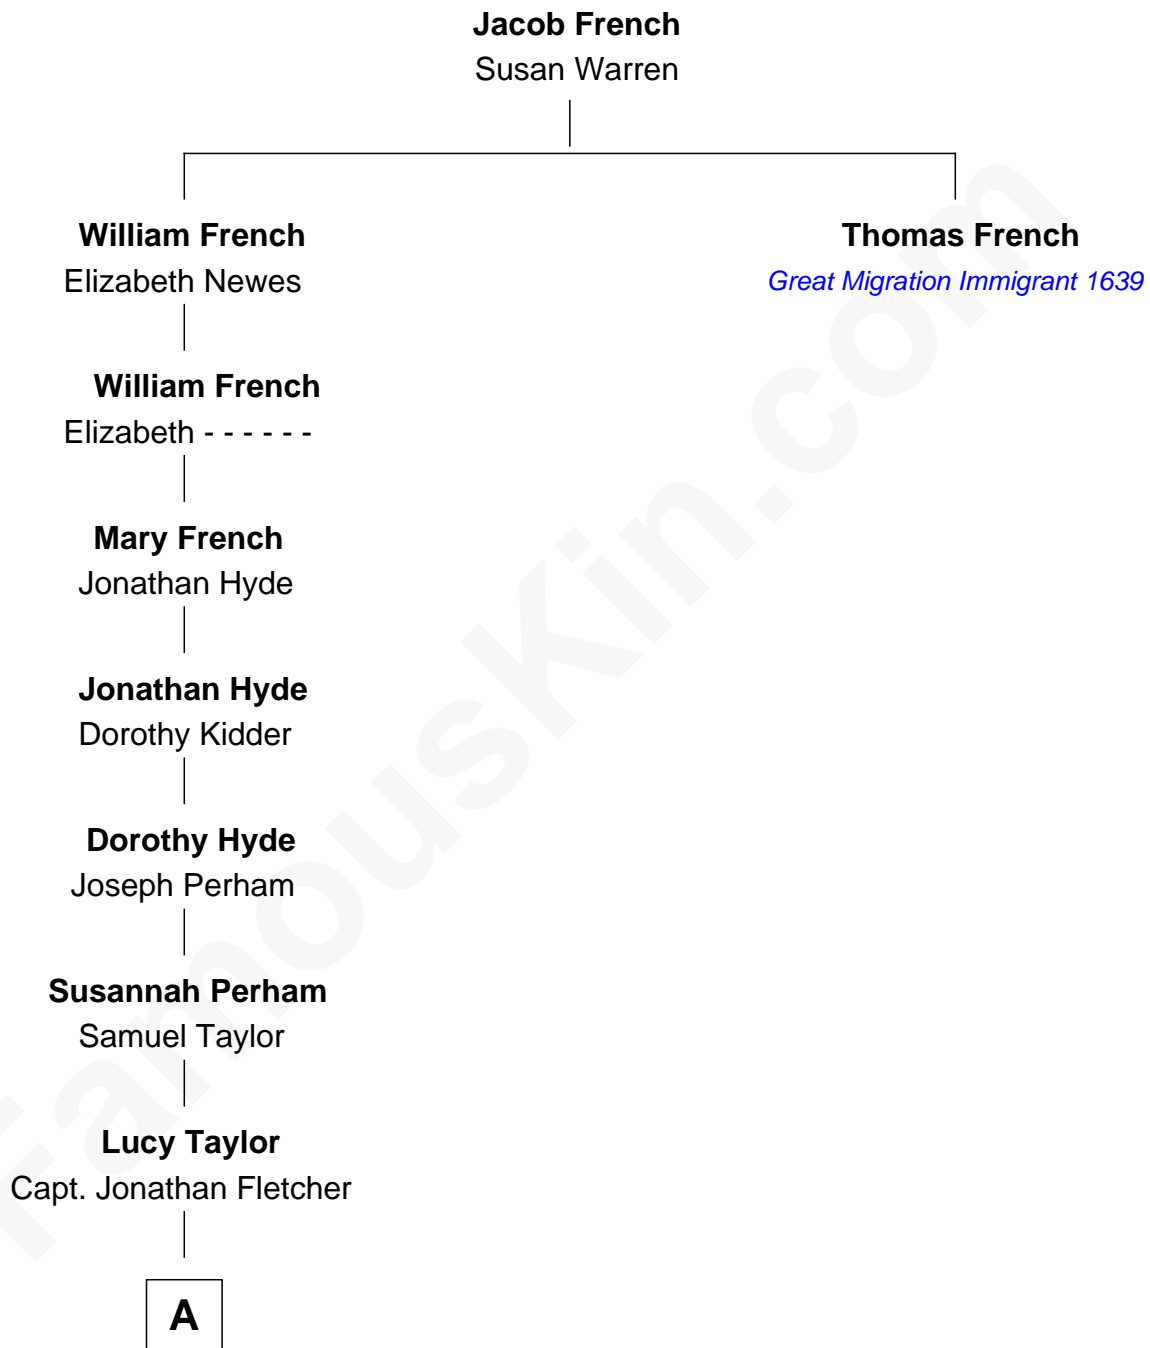 Jacob French
Susan Warren
William French
Elizabeth Newes
Thomas French
Great Migration Immigrant 1639
William French
Elizabeth - - - - - -
Mary French
Jonathan Hyde
Jonathan Hyde
Dorothy Kidder
Dorothy Hyde
Joseph Perham
Susannah Perham
Samuel Taylor
Lucy Taylor
Capt. Jonathan Fletcher
A
FamousKin.com